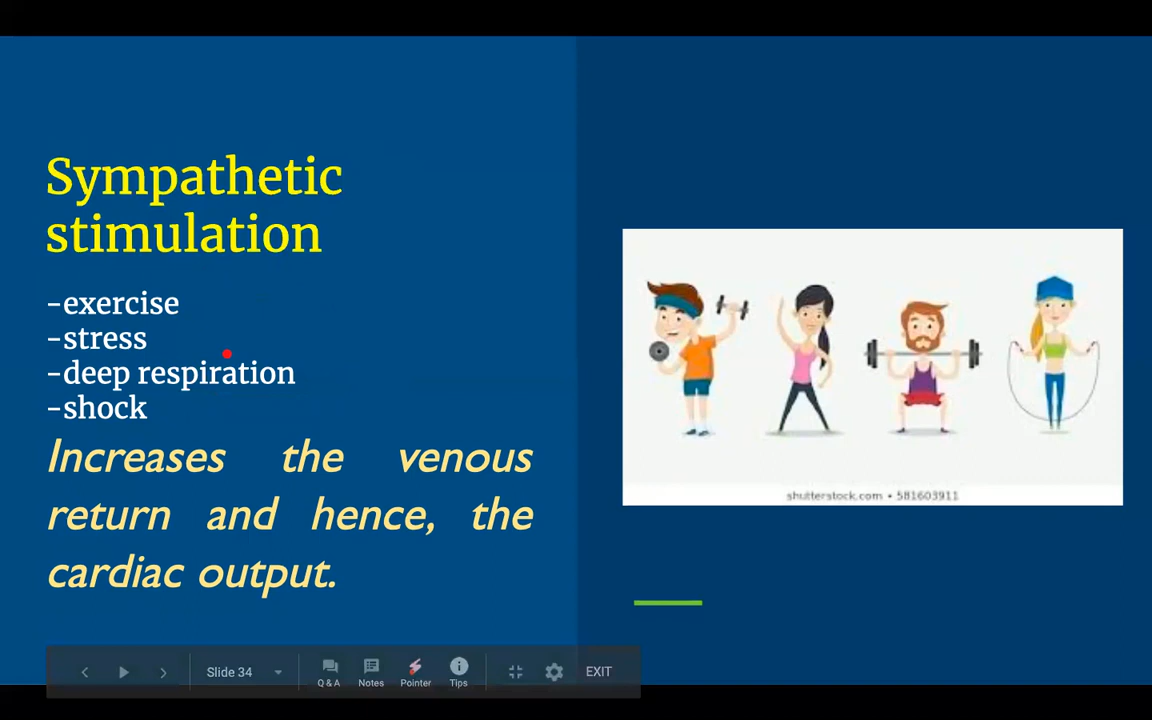 Sympathetic
stimulation
-exercise
-stress
-deep respiration
-shock
Increases the venous
return and hence, the
cardiac output.
shutterstock.com • 581603911
Slide 34
Q & A
Notes
Pointer
Tips
EXIT